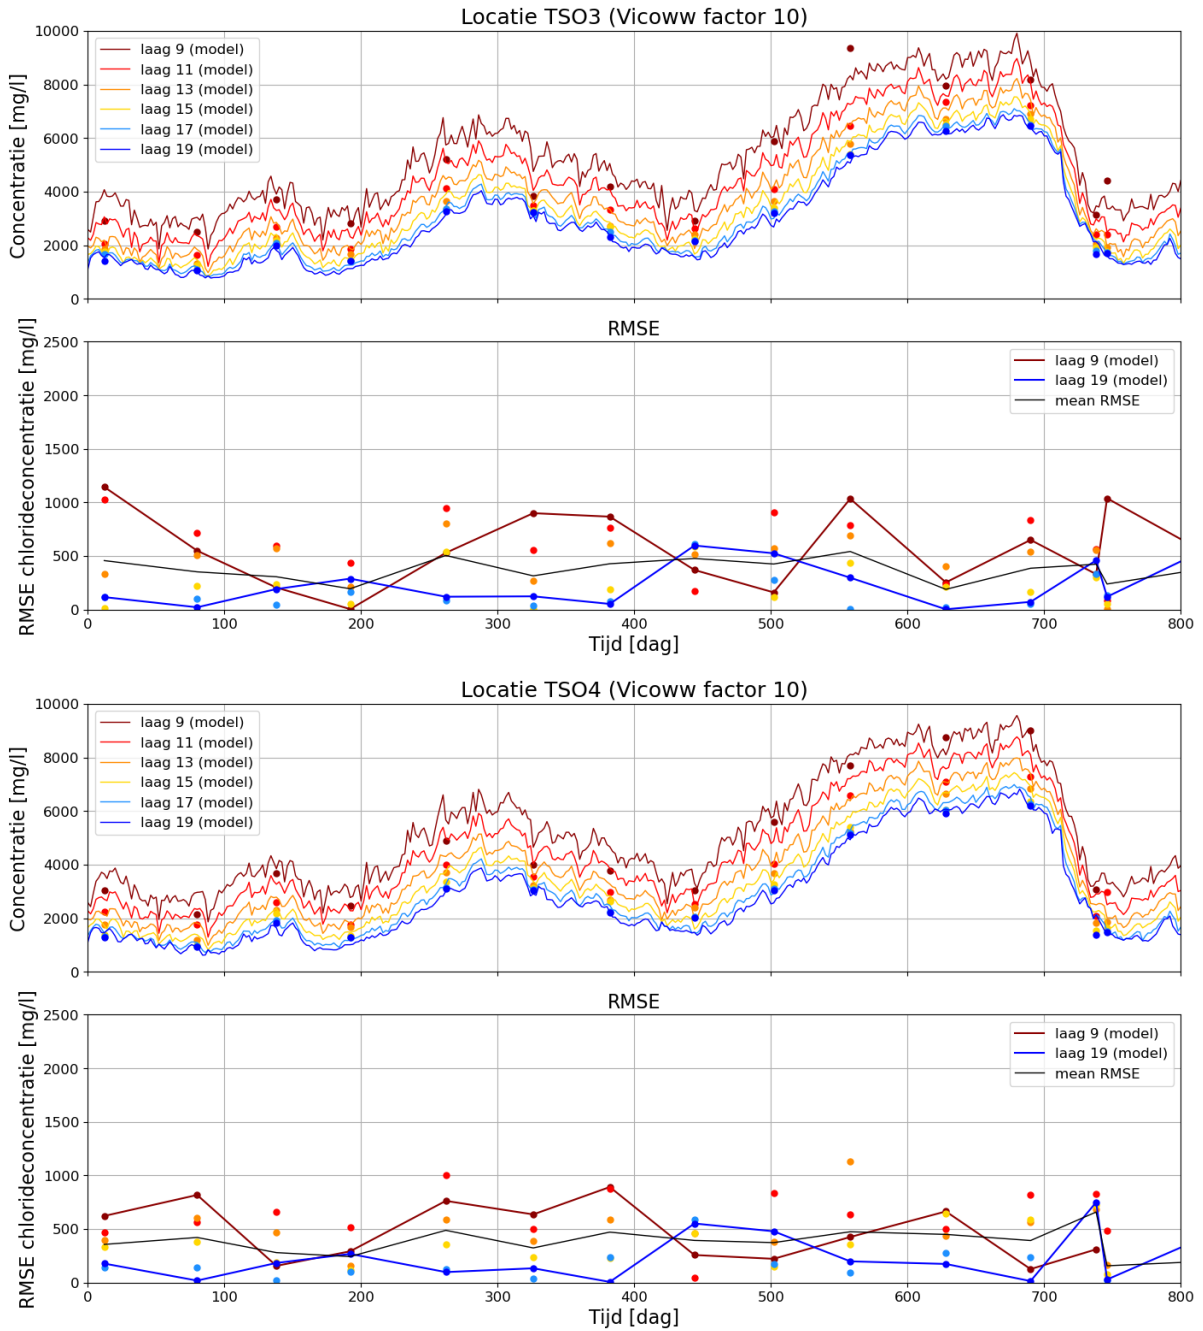 Locatie TSO3 (Vicoww factor 10)
Concentratie [mg/l]
10000
8000
6000
4000
2000
0
laag 9 (model)
laag 11 (model)
laag 13 (model)
laag 15 (model)
laag 17 (model)
laag 19 (model)
RMSE
RMSE chlorideconcentratie [mg/l]
2500
2000
1500
1000
500
0
laag 9 (model)
laag 19 (model)
mean RMSE
0 100 200 300 400 500 600 700 800
Tijd [dag]
Locatie TSO4 (Vicoww factor 10)
Concentratie [mg/l]
10000
8000
6000
4000
2000
0
laag 9 (model)
laag 11 (model)
laag 13 (model)
laag 15 (model)
laag 17 (model)
laag 19 (model)
RMSE
RMSE chlorideconcentratie [mg/l]
2500
2000
1500
1000
500
0
laag 9 (model)
laag 19 (model)
mean RMSE
0 100 200 300 400 500 600 700 800
Tijd [dag]